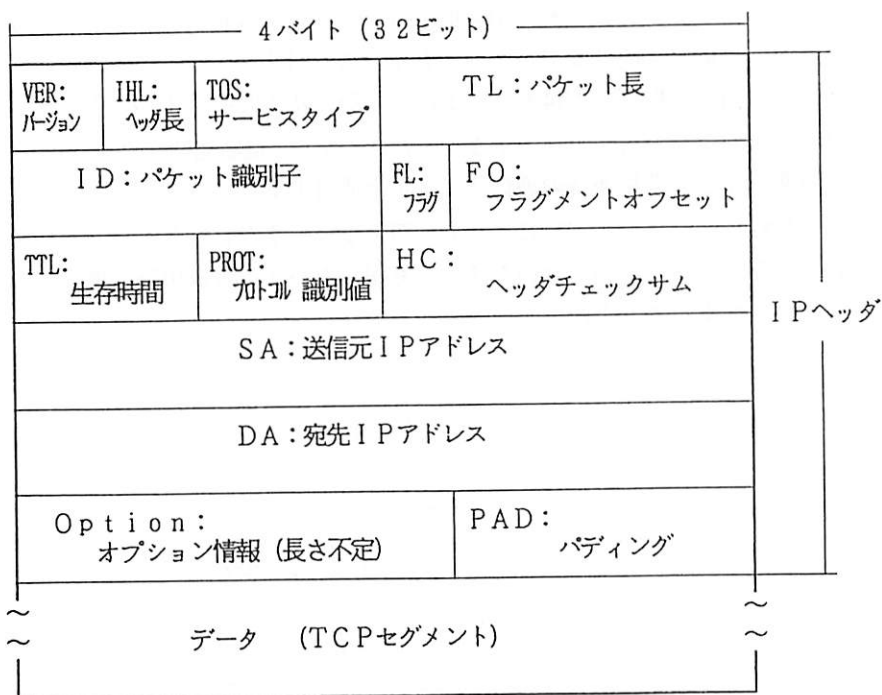 4バイト (32ビット)
VER:
バージョン
IHL:
ヘッダ長
TOS:
サービスタイプ
TL:パケット長
ID:パケット識別子
FL:
フラグ
FO:
フラグメントオフセット
TTL:
生存時間
PROT:
プロトコル 識別値
HC:
ヘッダチェックサム
IPヘッダ
SA:送信元IPアドレス
DA:宛先IPアドレス
Option:
オプション情報 (長さ不定)
PAD:
パディング
~
~
~
~
データ (TCPセグメント)